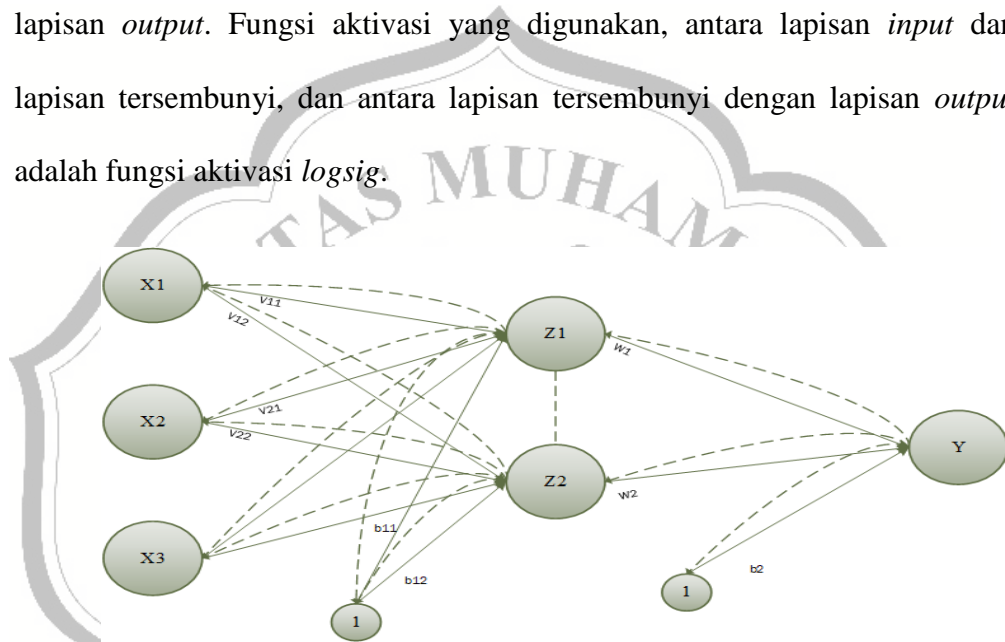 lapisan output. Fungsi aktivasi yang digunakan, antara lapisan input dan
lapisan tersembunyi, dan antara lapisan tersembunyi dengan lapisan output
adalah fungsi aktivasi logsig.
TAS MUHAM
X1
V11
V12
Z1
W1
X2
V21
V22
Y
Z2
W2
X3
b11
b12
b2
1
1